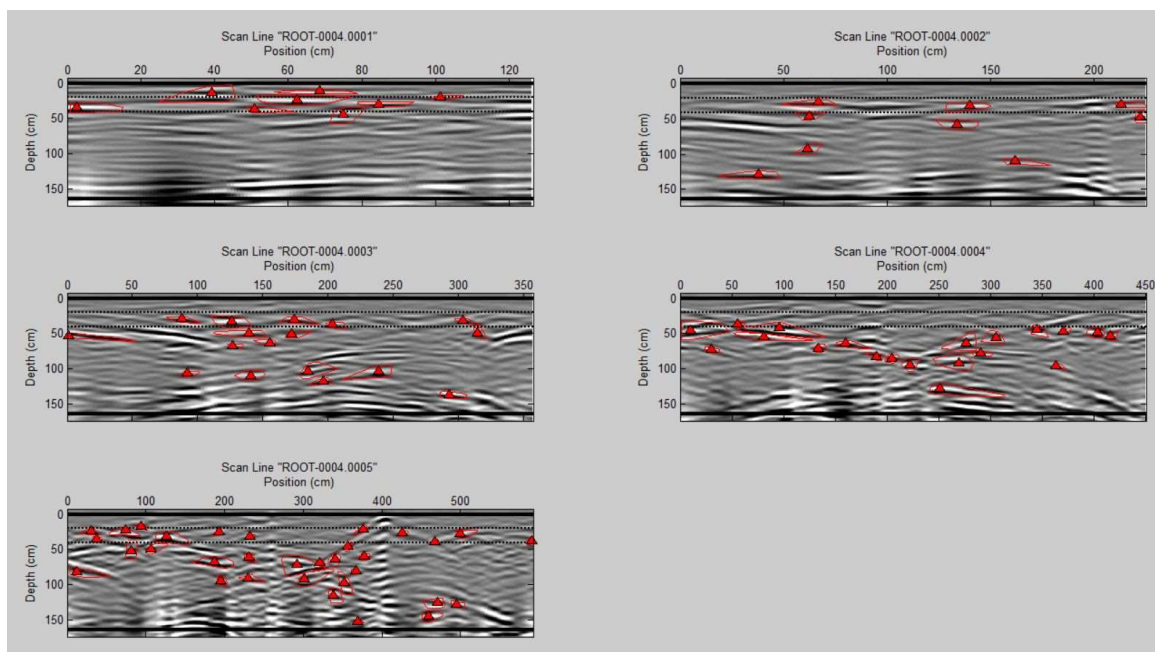 Scan Line "ROOT-0004.0001"
Position (cm)
0 20 40 60 80 100 120
Depth (cm)
0
50
100
150
Scan Line "ROOT-0004.0002"
Position (cm)
0 50 100 150 200
Depth (cm)
0
50
100
150
Scan Line "ROOT-0004.0003"
Position (cm)
0 50 100 150 200 250 300 350
Depth (cm)
0
50
100
150
Scan Line "ROOT-0004.0004"
Position (cm)
0 50 100 150 200 250 300 350 400 450
Depth (cm)
0
50
100
150
Scan Line "ROOT-0004.0005"
Position (cm)
0 100 200 300 400 500
Depth (cm)
0
50
100
150